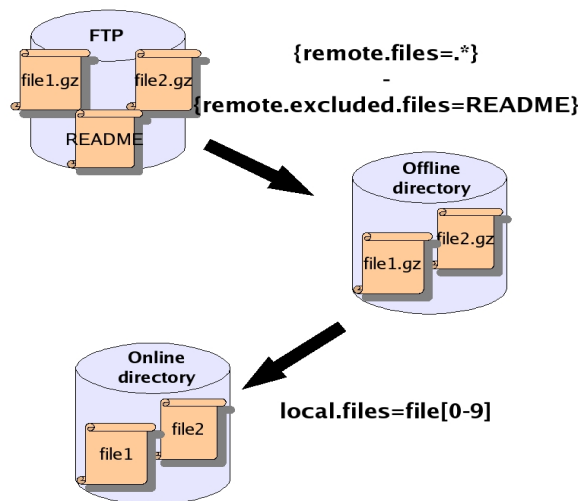 FTP
file1.gz
file2.gz
README
{remote.files=.*}
-
{remote.excluded.files=README}
Offline
directory
file2.gz
file1.gz
Online
directory
file2
file1
local.files=file[0-9]